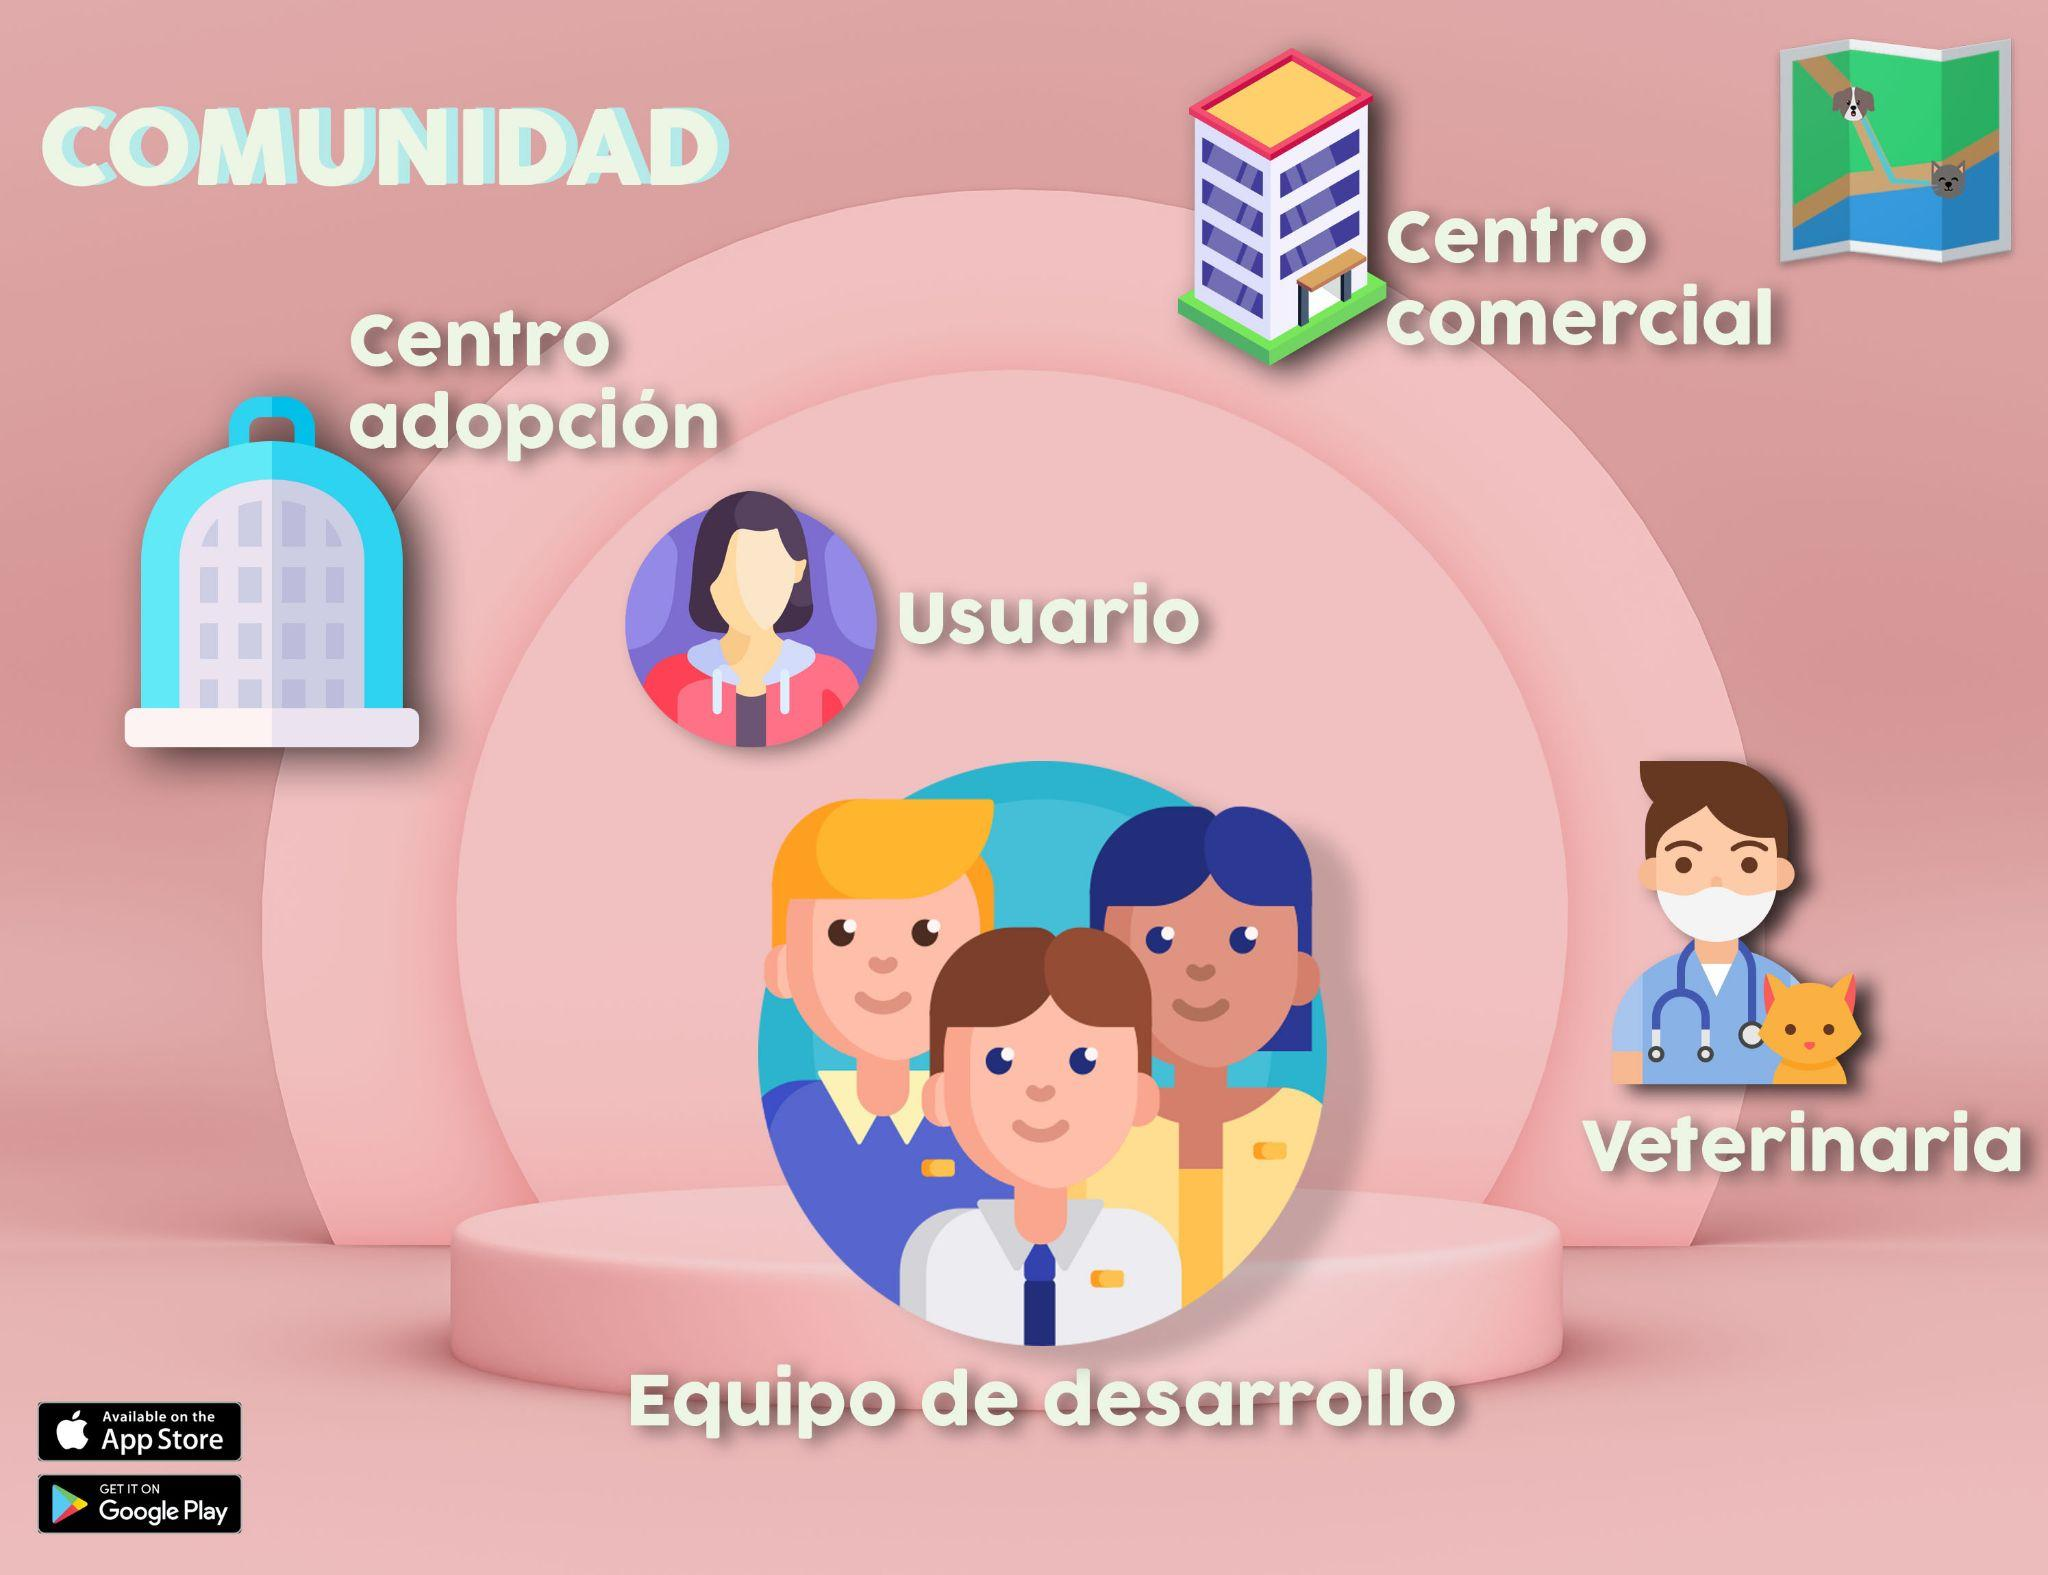 COMUNIDAD
Centro
comercial
Centro
adopción
Usuario
Veterinaria
Equipo de desarrollo
Available on the
App Store
GET IT ON
Google Play